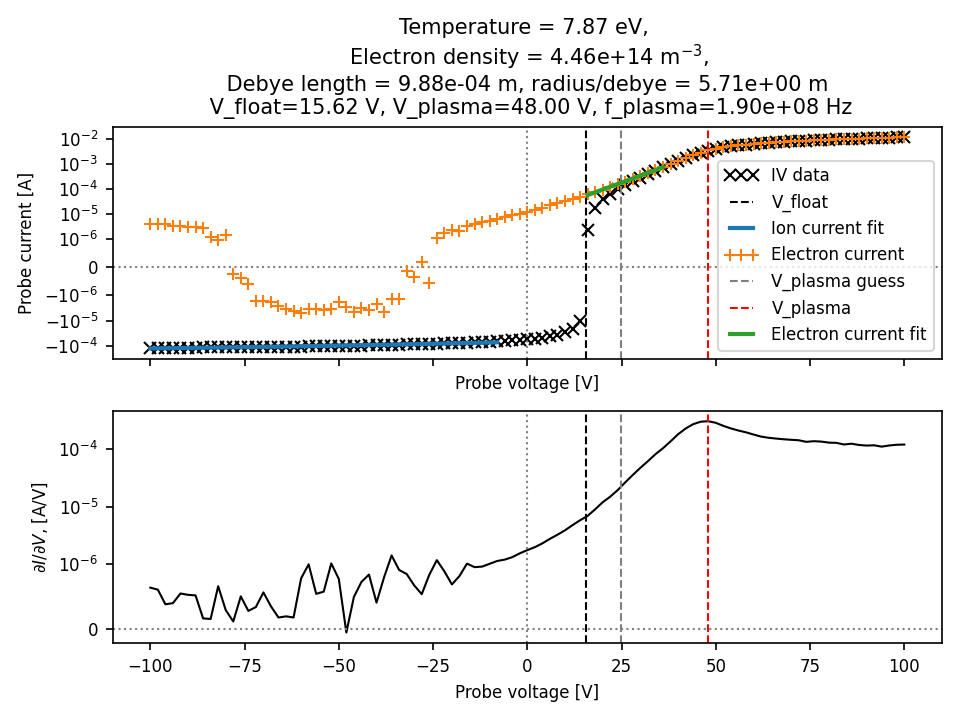 Temperature = 7.87 eV,
Electron density = 4.46e+14 m⁻³,
Debye length = 9.88e-04 m, radius/debye = 5.71e+00 m
V_float=15.62 V, V_plasma=48.00 V, f_plasma=1.90e+08 Hz
Probe current [A]
10⁻²
10⁻³
10⁻⁴
10⁻⁵
10⁻⁶
0
−10⁻⁶
−10⁻⁵
−10⁻⁴
IV data
V_float
Ion current fit
Electron current
V_plasma guess
V_plasma
Electron current fit
Probe voltage [V]
∂I/∂V, [A/V]
10⁻⁴
10⁻⁵
10⁻⁶
0
−100 −75 −50 −25 0 25 50 75 100
Probe voltage [V]